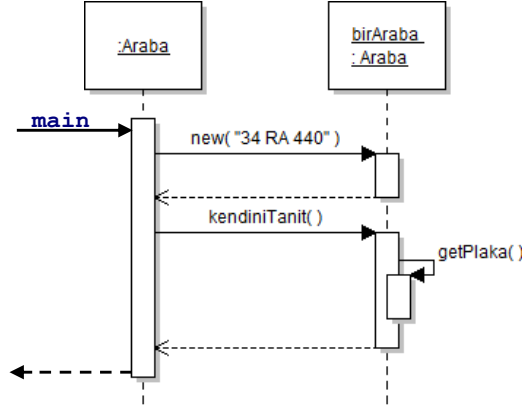 :Araba
birAraba
: Araba
main
new( "34 RA 440" )
kendiniTanit( )
getPlaka( )